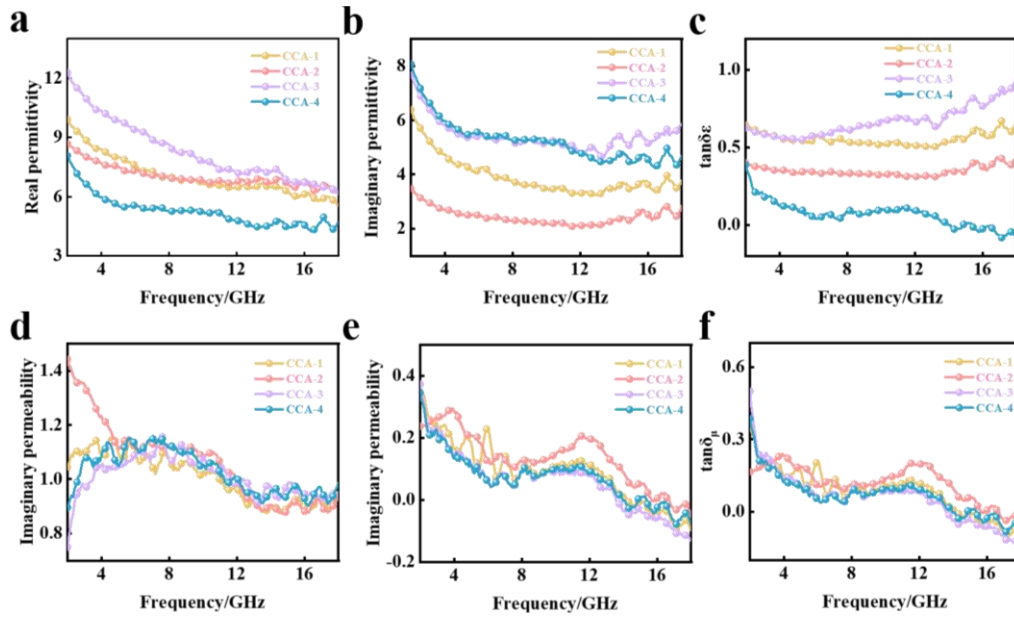 a
Real permittivity
12
9
6
3
4 8 12 16
Frequency/GHz
CCA-1
CCA-2
CCA-3
CCA-4
b
Imaginary permittivity
8
6
4
2
4 8 12 16
Frequency/GHz
CCA-1
CCA-2
CCA-3
CCA-4
c
tanδε
1.0
0.5
0.0
4 8 12 16
Frequency/GHz
CCA-1
CCA-2
CCA-3
CCA-4
d
Imaginary permeability
1.4
1.2
1.0
0.8
4 8 12 16
Frequency/GHz
CCA-1
CCA-2
CCA-3
CCA-4
e
Imaginary permeability
0.4
0.2
0.0
-0.2
4 8 12 16
Frequency/GHz
CCA-1
CCA-2
CCA-3
CCA-4
f
tanδμ
0.6
0.3
0.0
4 8 12 16
Frequency/GHz
CCA-1
CCA-2
CCA-3
CCA-4